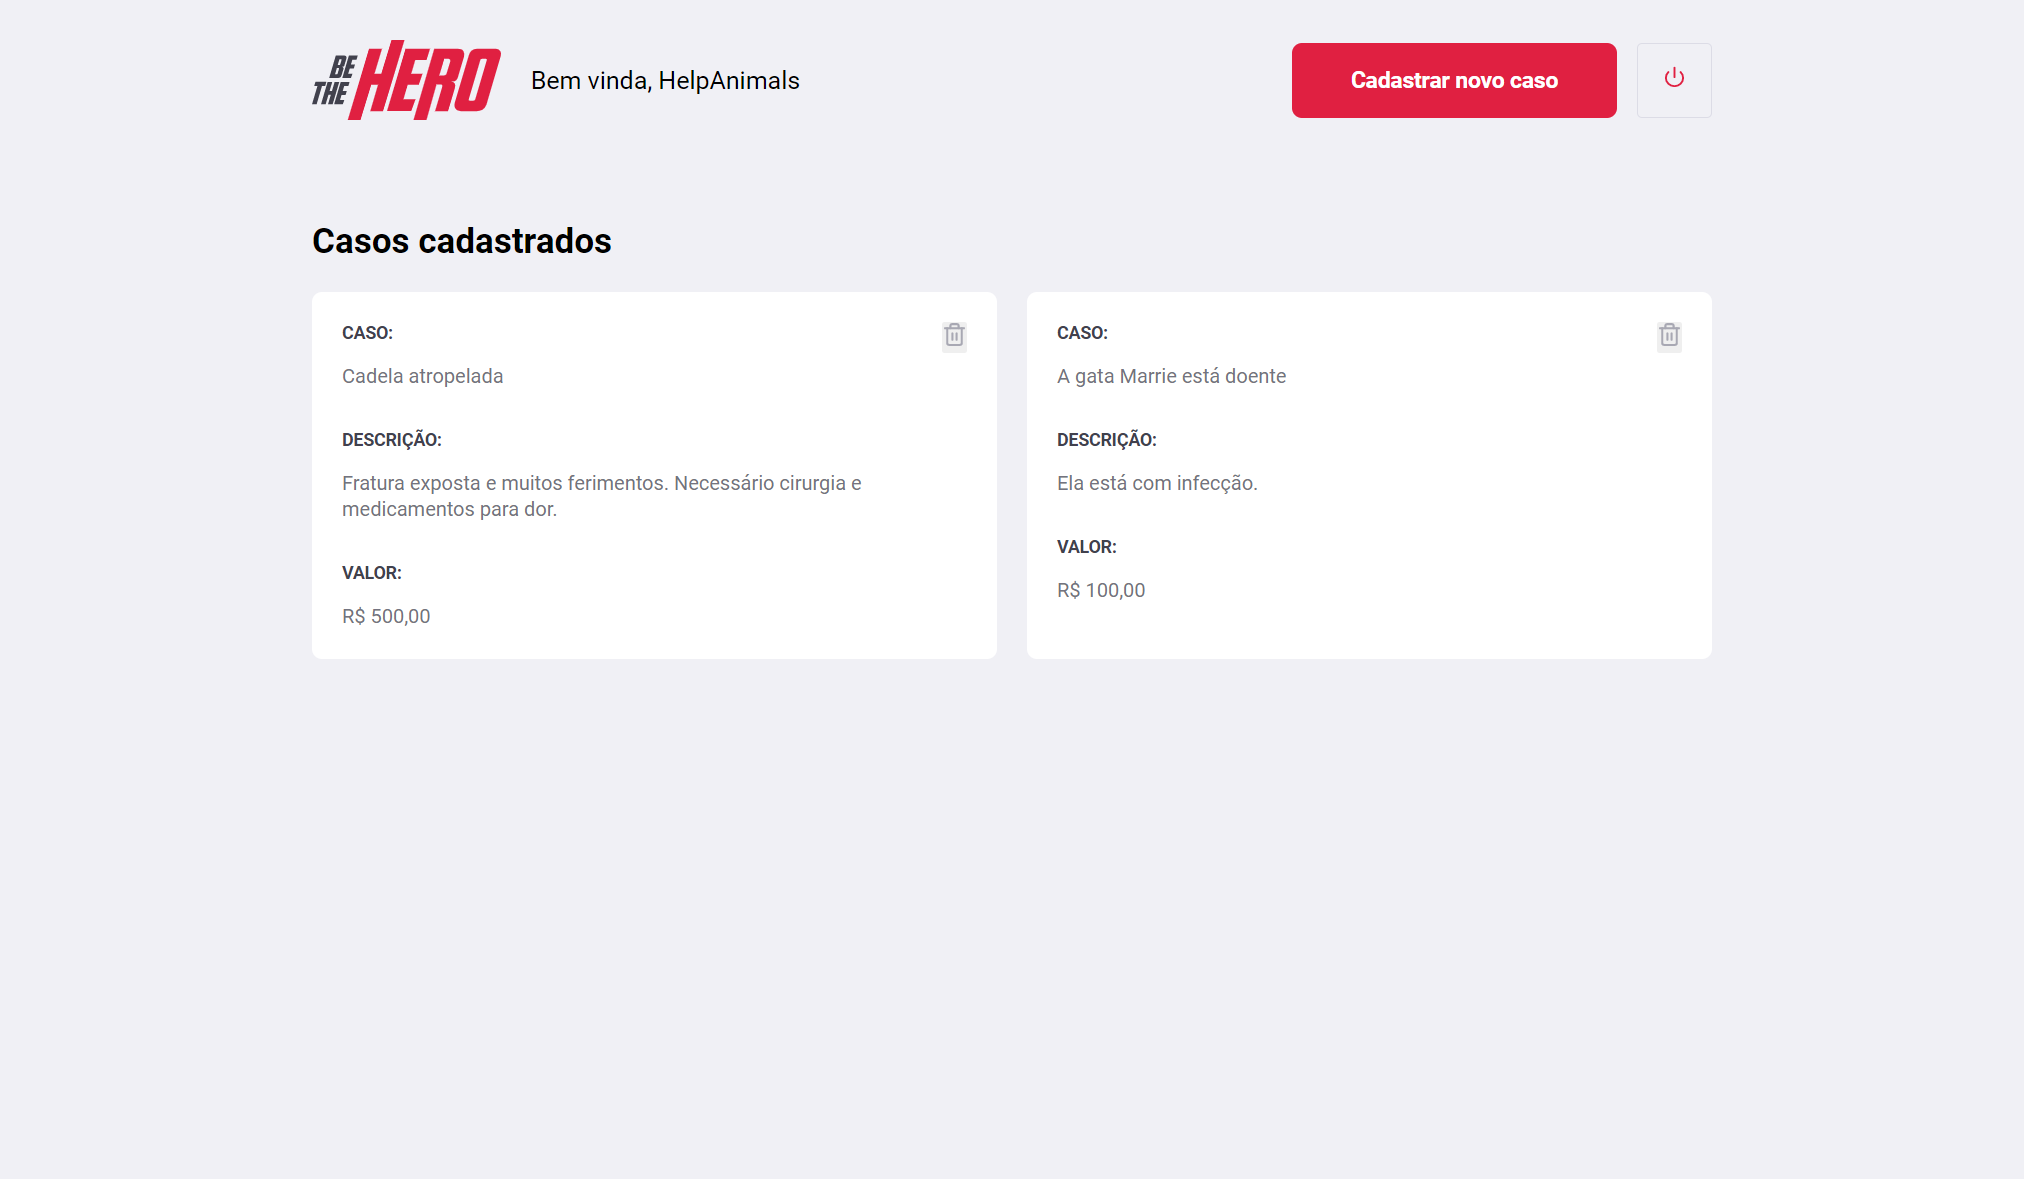 BE THE HERO
Bem vinda, HelpAnimals
Cadastrar novo caso
Casos cadastrados
CASO:
Cadela atropelada
DESCRIÇÃO:
Fratura exposta e muitos ferimentos. Necessário cirurgia e
medicamentos para dor.
VALOR:
R$ 500,00
CASO:
A gata Marrie está doente
DESCRIÇÃO:
Ela está com infecção.
VALOR:
R$ 100,00